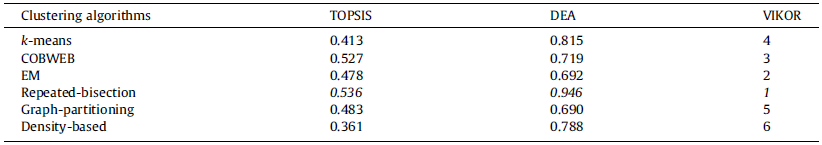 Clustering algorithms TOPSIS DEA VIKOR
k-means 0.413 0.815 4
COBWEB 0.527 0.719 3
EM 0.478 0.692 2
Repeated-bisection 0.536 0.946 1
Graph-partitioning 0.483 0.690 5
Density-based 0.361 0.788 6